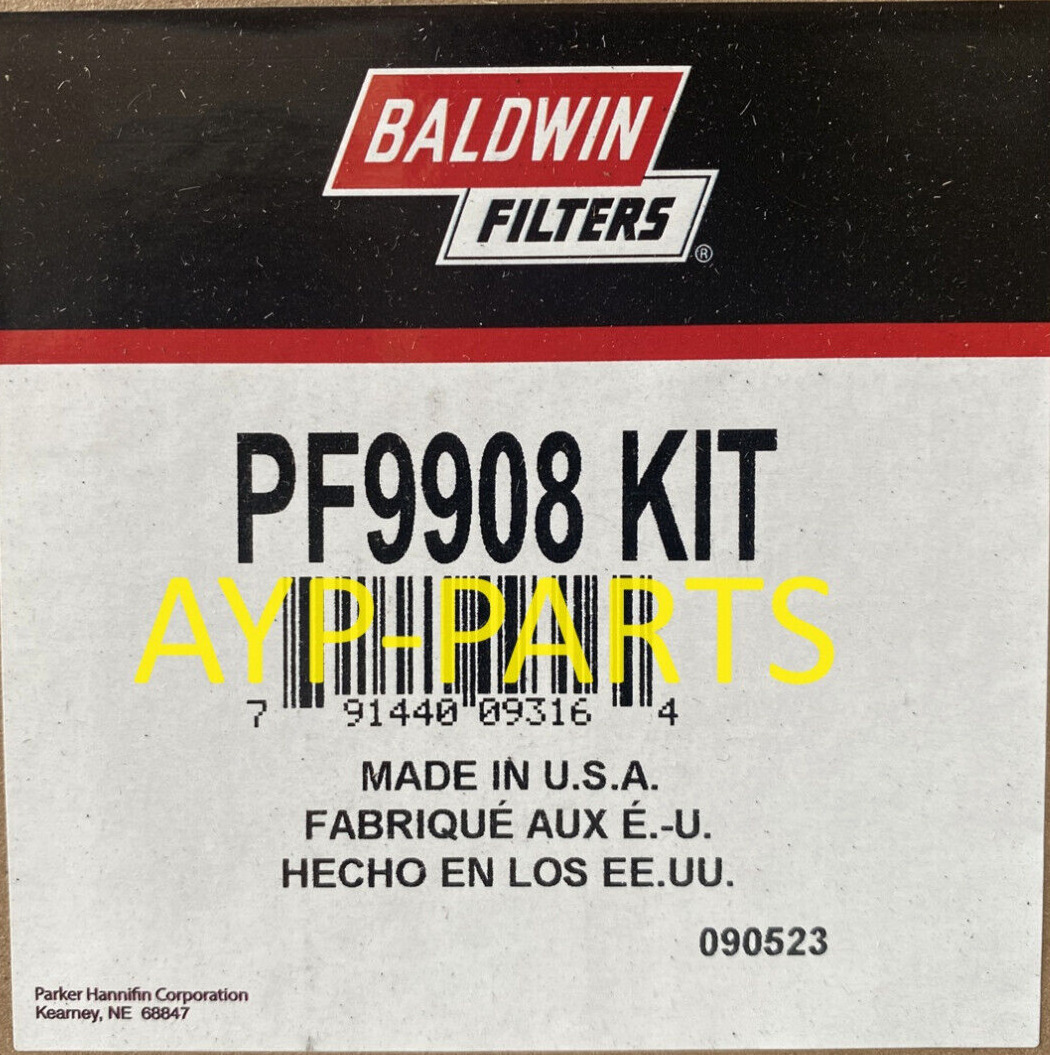 BALDWIN
FILTERS
®
PF9908 KIT
AYP-PARTS
7 91440 09316 4
MADE IN U.S.A.
FABRIQUÉ AUX É.-U.
HECHO EN LOS EE.UU.
090523
Parker Hannifin Corporation
Kearney, NE 68847